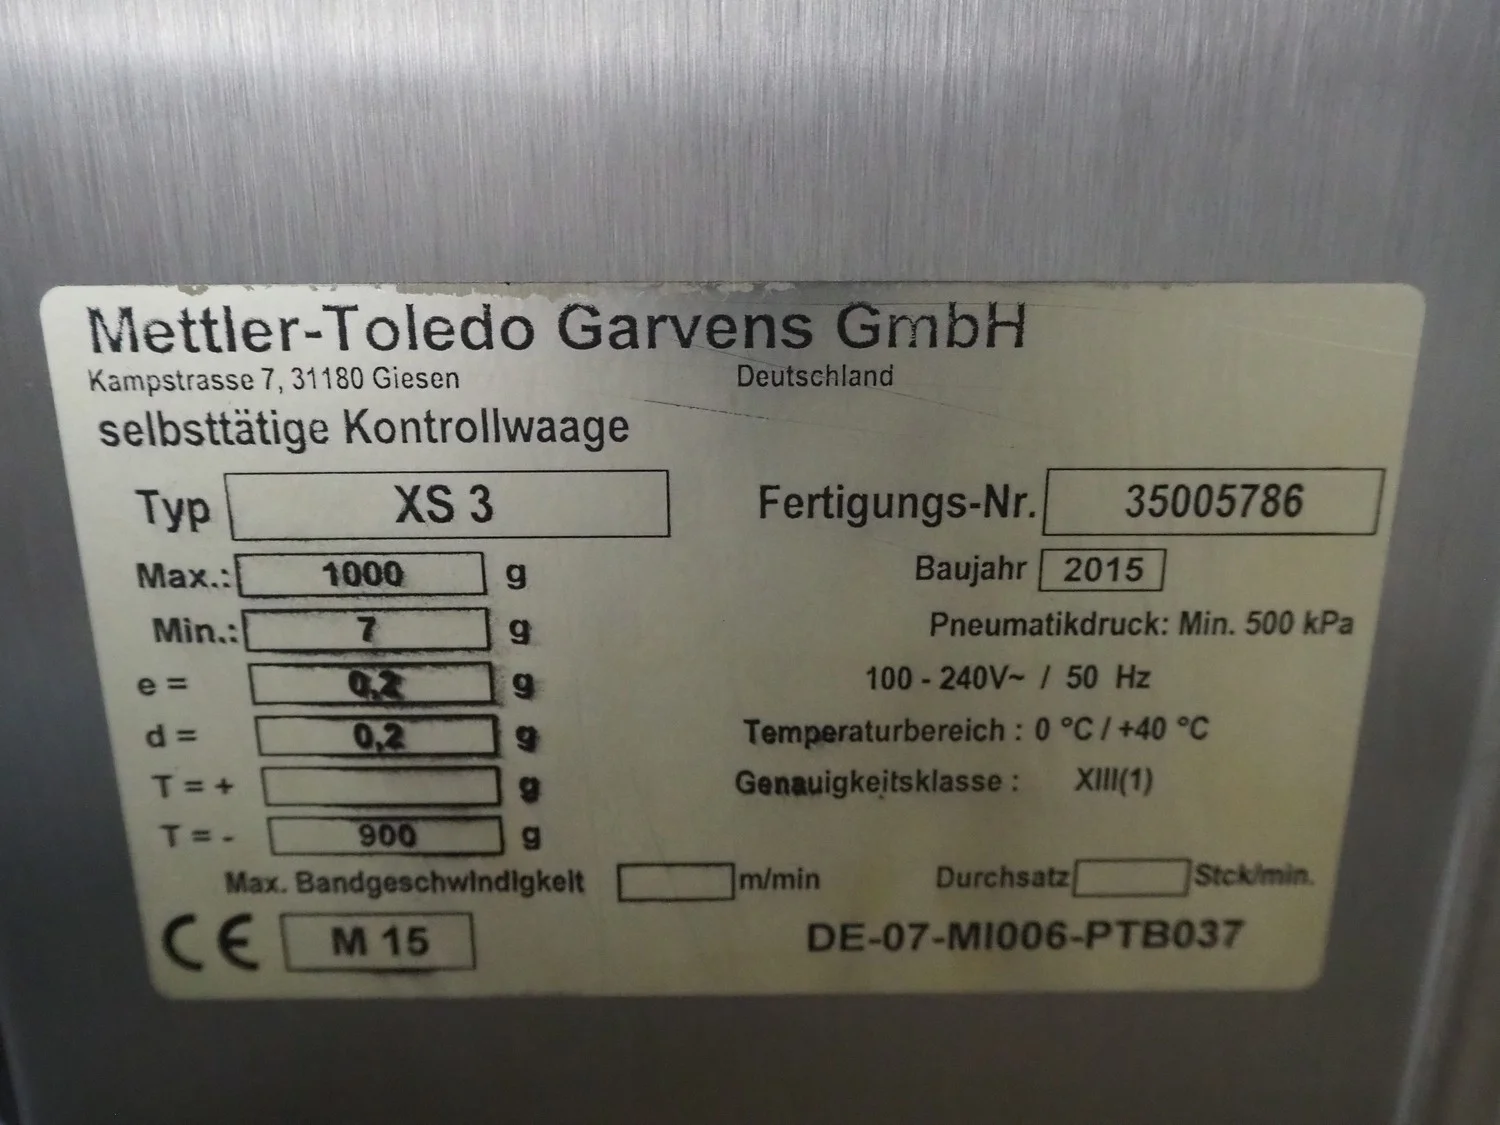 Mettler-Toledo Garvens GmbH
Kampstrasse 7, 31180 Giesen Deutschland
selbsttätige Kontrollwaage
Typ XS 3 Fertigungs-Nr. 35005786
Max.: 1000 g Baujahr 2015
Min.: 7 g Pneumatikdruck: Min. 500 kPa
e = 0,2 g 100 - 240V~ / 50 Hz
d = 0,2 g Temperaturbereich : 0 °C / +40 °C
T = + g Genauigkeitsklasse : XIII(1)
T = - 900 g
Max. Bandgeschwindigkeit m/min Durchsatz Stck/min.
CE M 15 DE-07-MI006-PTB037